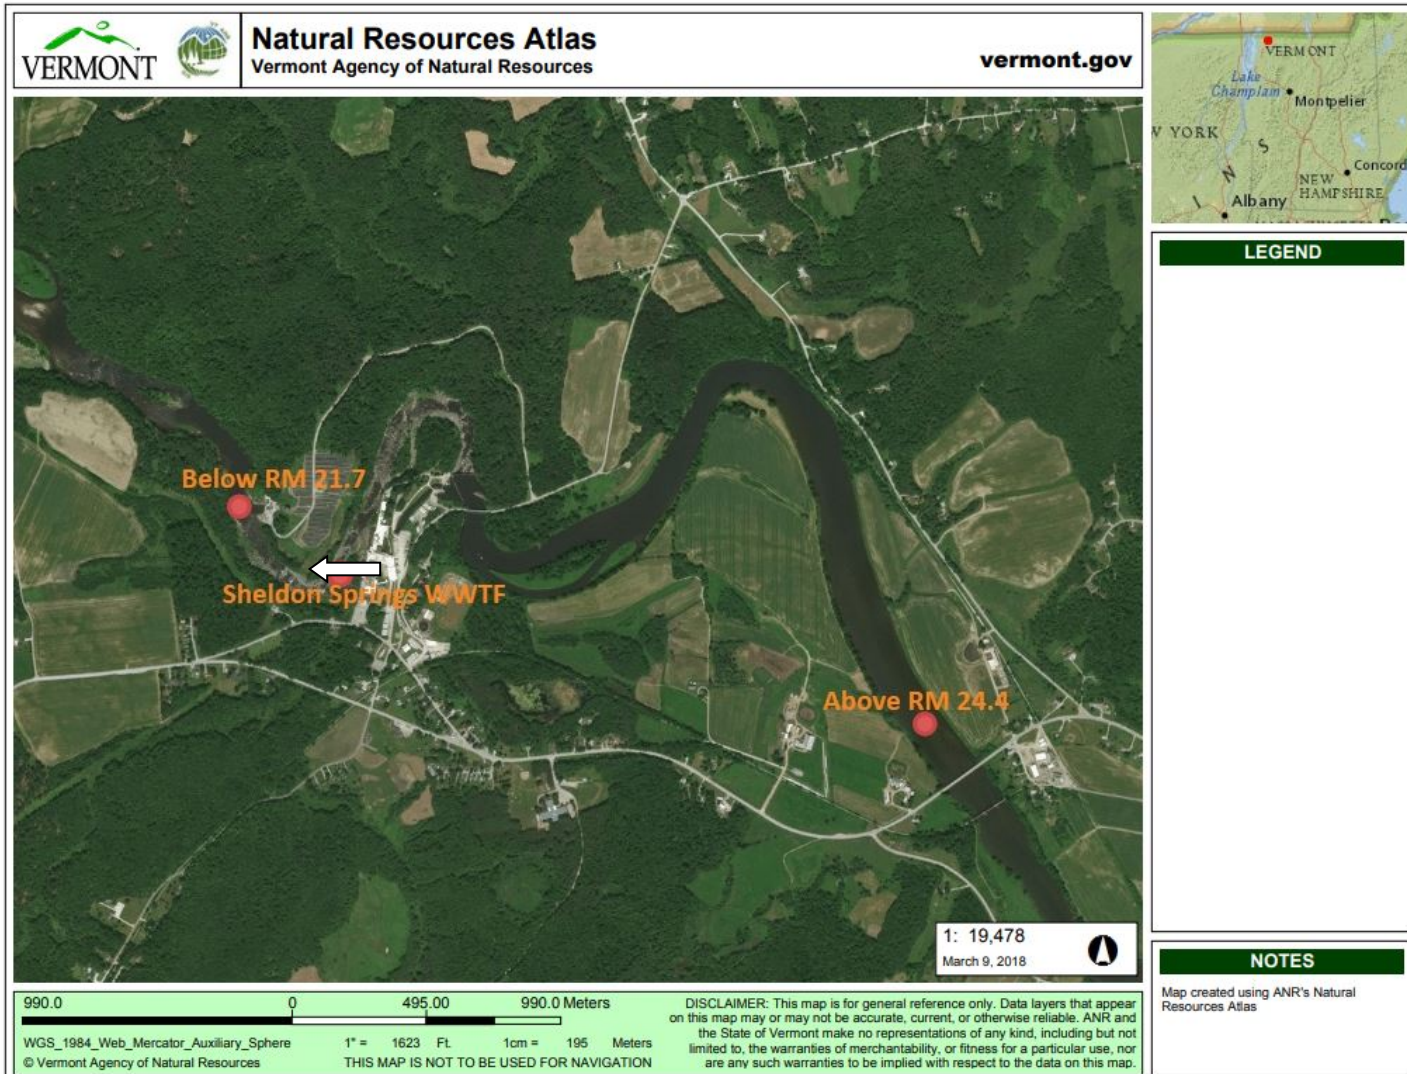 VERMONT
Natural Resources Atlas
Vermont Agency of Natural Resources
vermont.gov
VERMONT
Lake
Champlain
Montpelier
W YORK
S
Concord
N
NEW
HAMPSHIRE
I
Albany
LEGEND
Below RM 21.7
Sheldon Springs WWTF
Above RM 24.4
1: 19,478
March 9, 2018
NOTES
Map created using ANR's Natural
Resources Atlas
990.0 0 495.00 990.0 Meters
WGS_1984_Web_Mercator_Auxiliary_Sphere 1" = 1623 Ft. 1cm = 195 Meters
© Vermont Agency of Natural Resources THIS MAP IS NOT TO BE USED FOR NAVIGATION
DISCLAIMER: This map is for general reference only. Data layers that appear
on this map may or may not be accurate, current, or otherwise reliable. ANR and
the State of Vermont make no representations of any kind, including but not
limited to, the warranties of merchantability, or fitness for a particular use, nor
are any such warranties to be implied with respect to the data on this map.